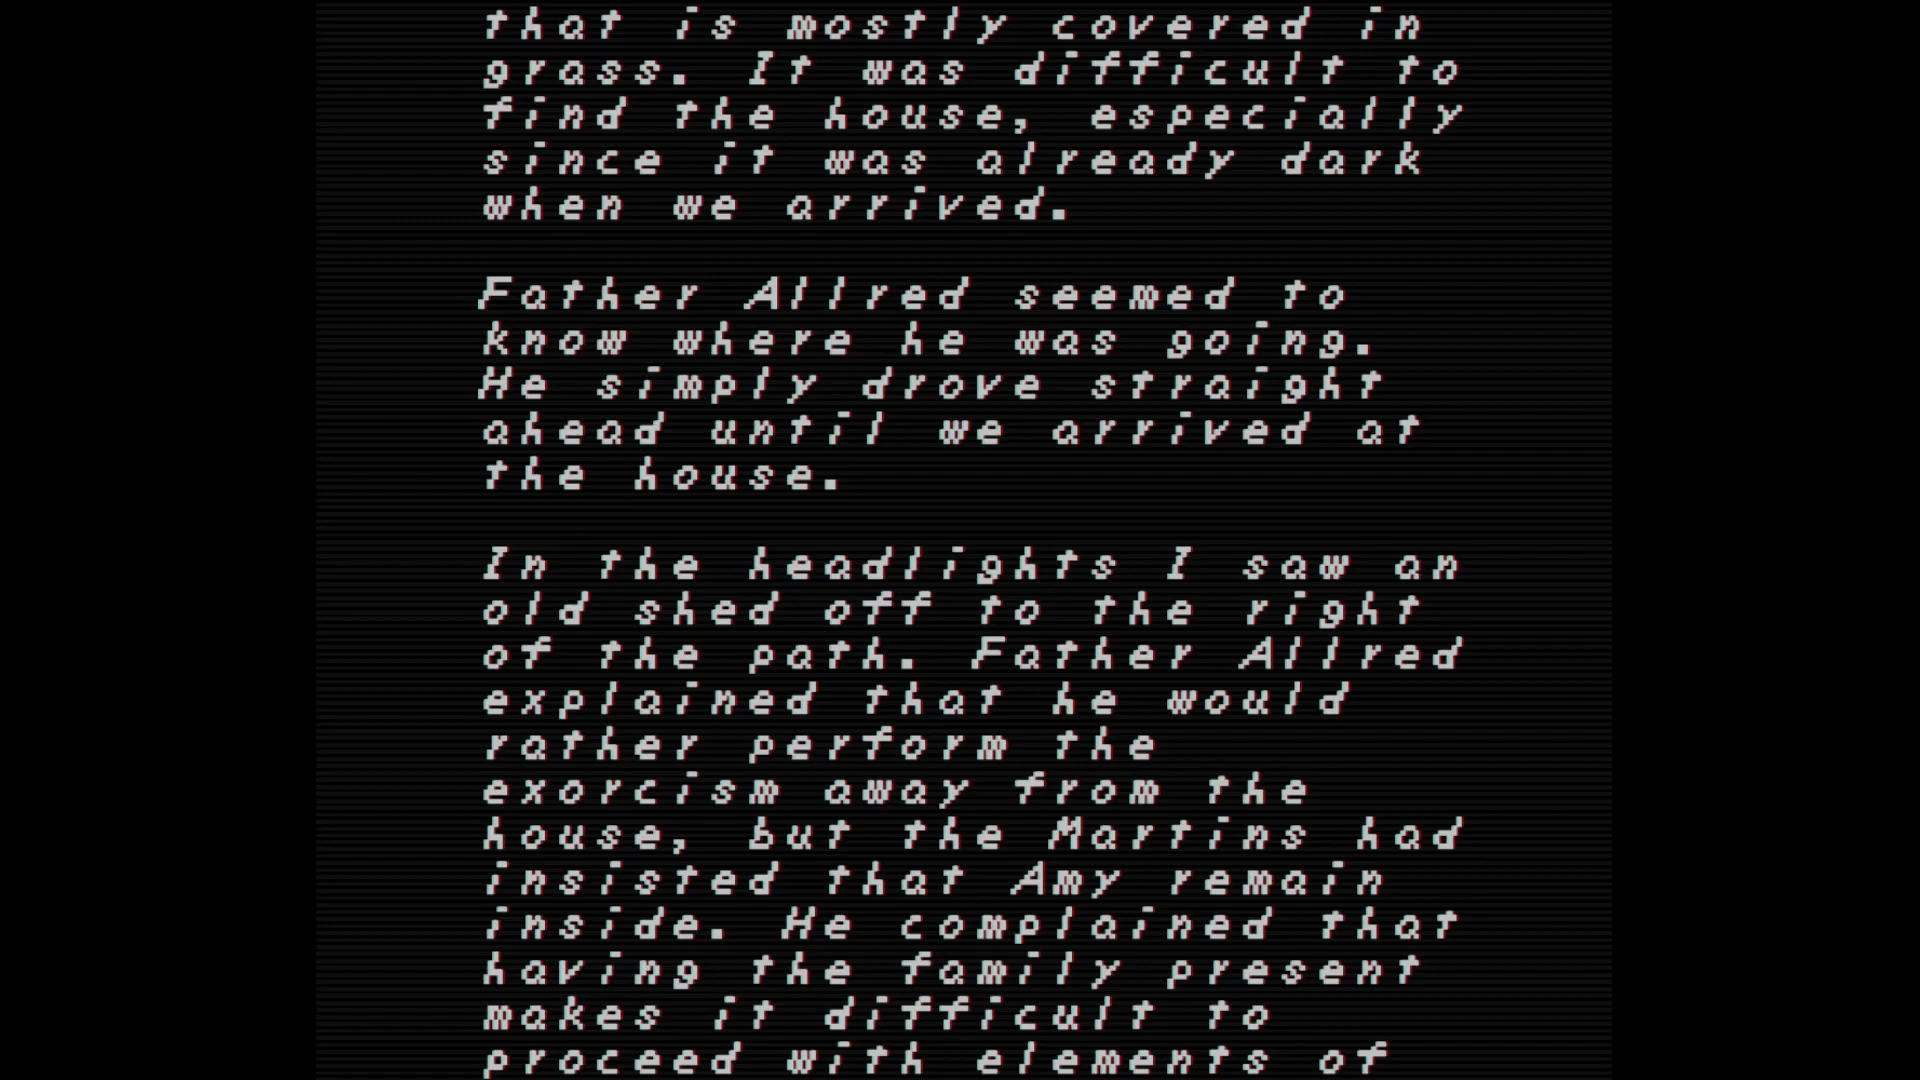 that is mostly covered in
grass. It was difficult to
find the house, especially
since it was already dark
when we arrived.
Father Allred seemed to
know where he was going.
He simply drove straight
ahead until we arrived at
the house.
In the headlights I saw an
old shed off to the right
of the path. Father Allred
explained that he would
rather perform the
exorcism away from the
house, but the Martins had
insisted that Amy remain
inside. He complained that
having the family present
makes it difficult to
proceed with elements of